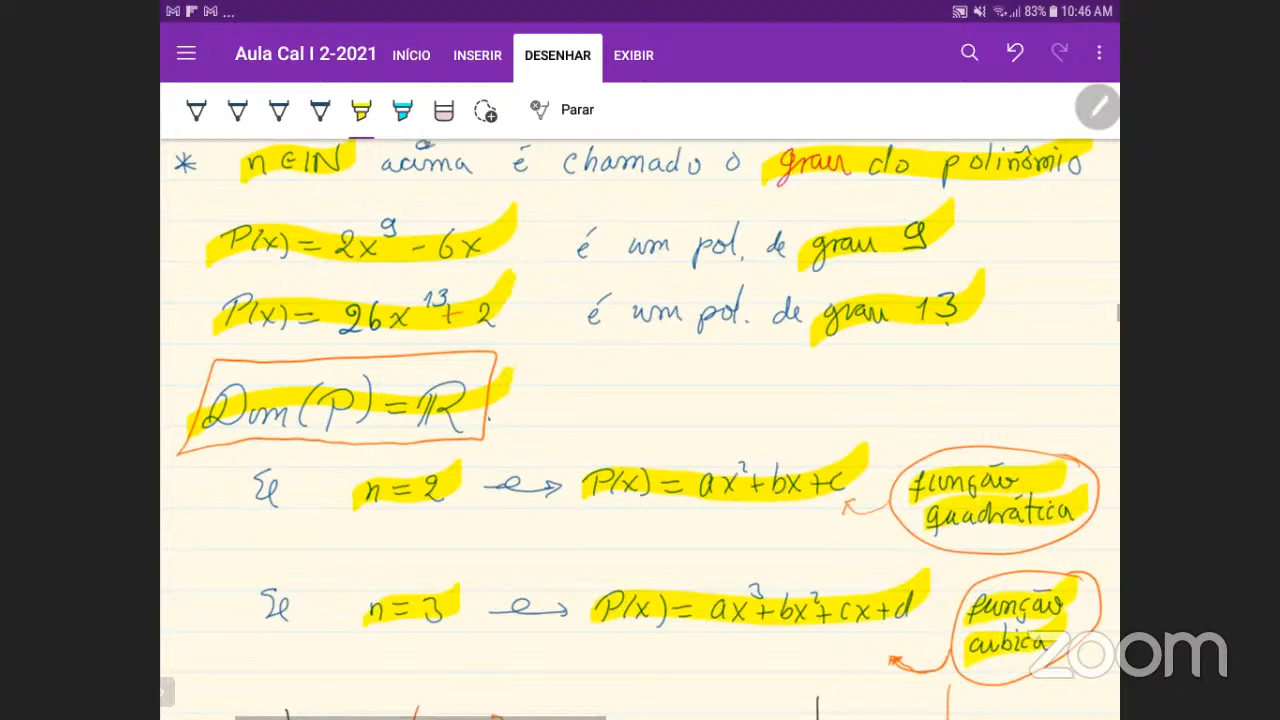 ... 83% 10:46 AM
Aula Cal I 2-2021 INÍCIO INSERIR DESENHAR EXIBIR
Parar
* n ∈ IN acima é chamado o grau do polinômio
P(x) = 2x⁹ - 6x é um pol. de grau 9
P(x) = 26x¹³ + 2 é um pol. de grau 13.
Dom(P) = ℝ.
Se n = 2 → P(x) = ax² + bx + c função quadrática
Se n = 3 → P(x) = ax³ + bx² + cx + d função cubica
zoom